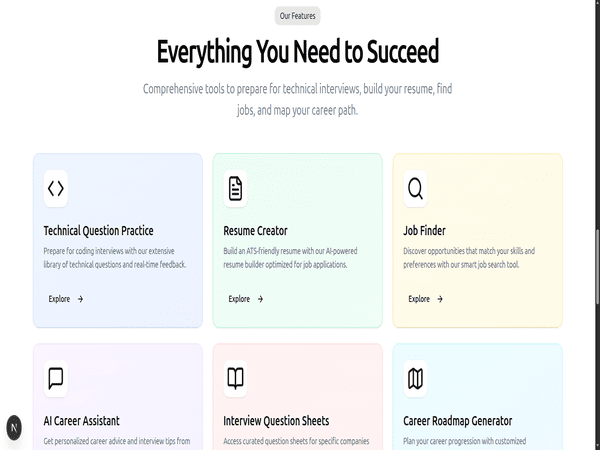 Our Features
Everything You Need to Succeed
Comprehensive tools to prepare for technical interviews, build your resume, find
jobs, and map your career path.
Technical Question Practice
Prepare for coding interviews with our extensive
library of technical questions and real-time feedback.
Explore
Resume Creator
Build an ATS-friendly resume with our AI-powered
resume builder optimized for job applications.
Explore
Job Finder
Discover opportunities that match your skills and
preferences with our smart job search tool.
Explore
AI Career Assistant
Get personalized career advice and interview tips from
Interview Question Sheets
Access curated question sheets for specific companies
Career Roadmap Generator
Plan your career progression with customized
N